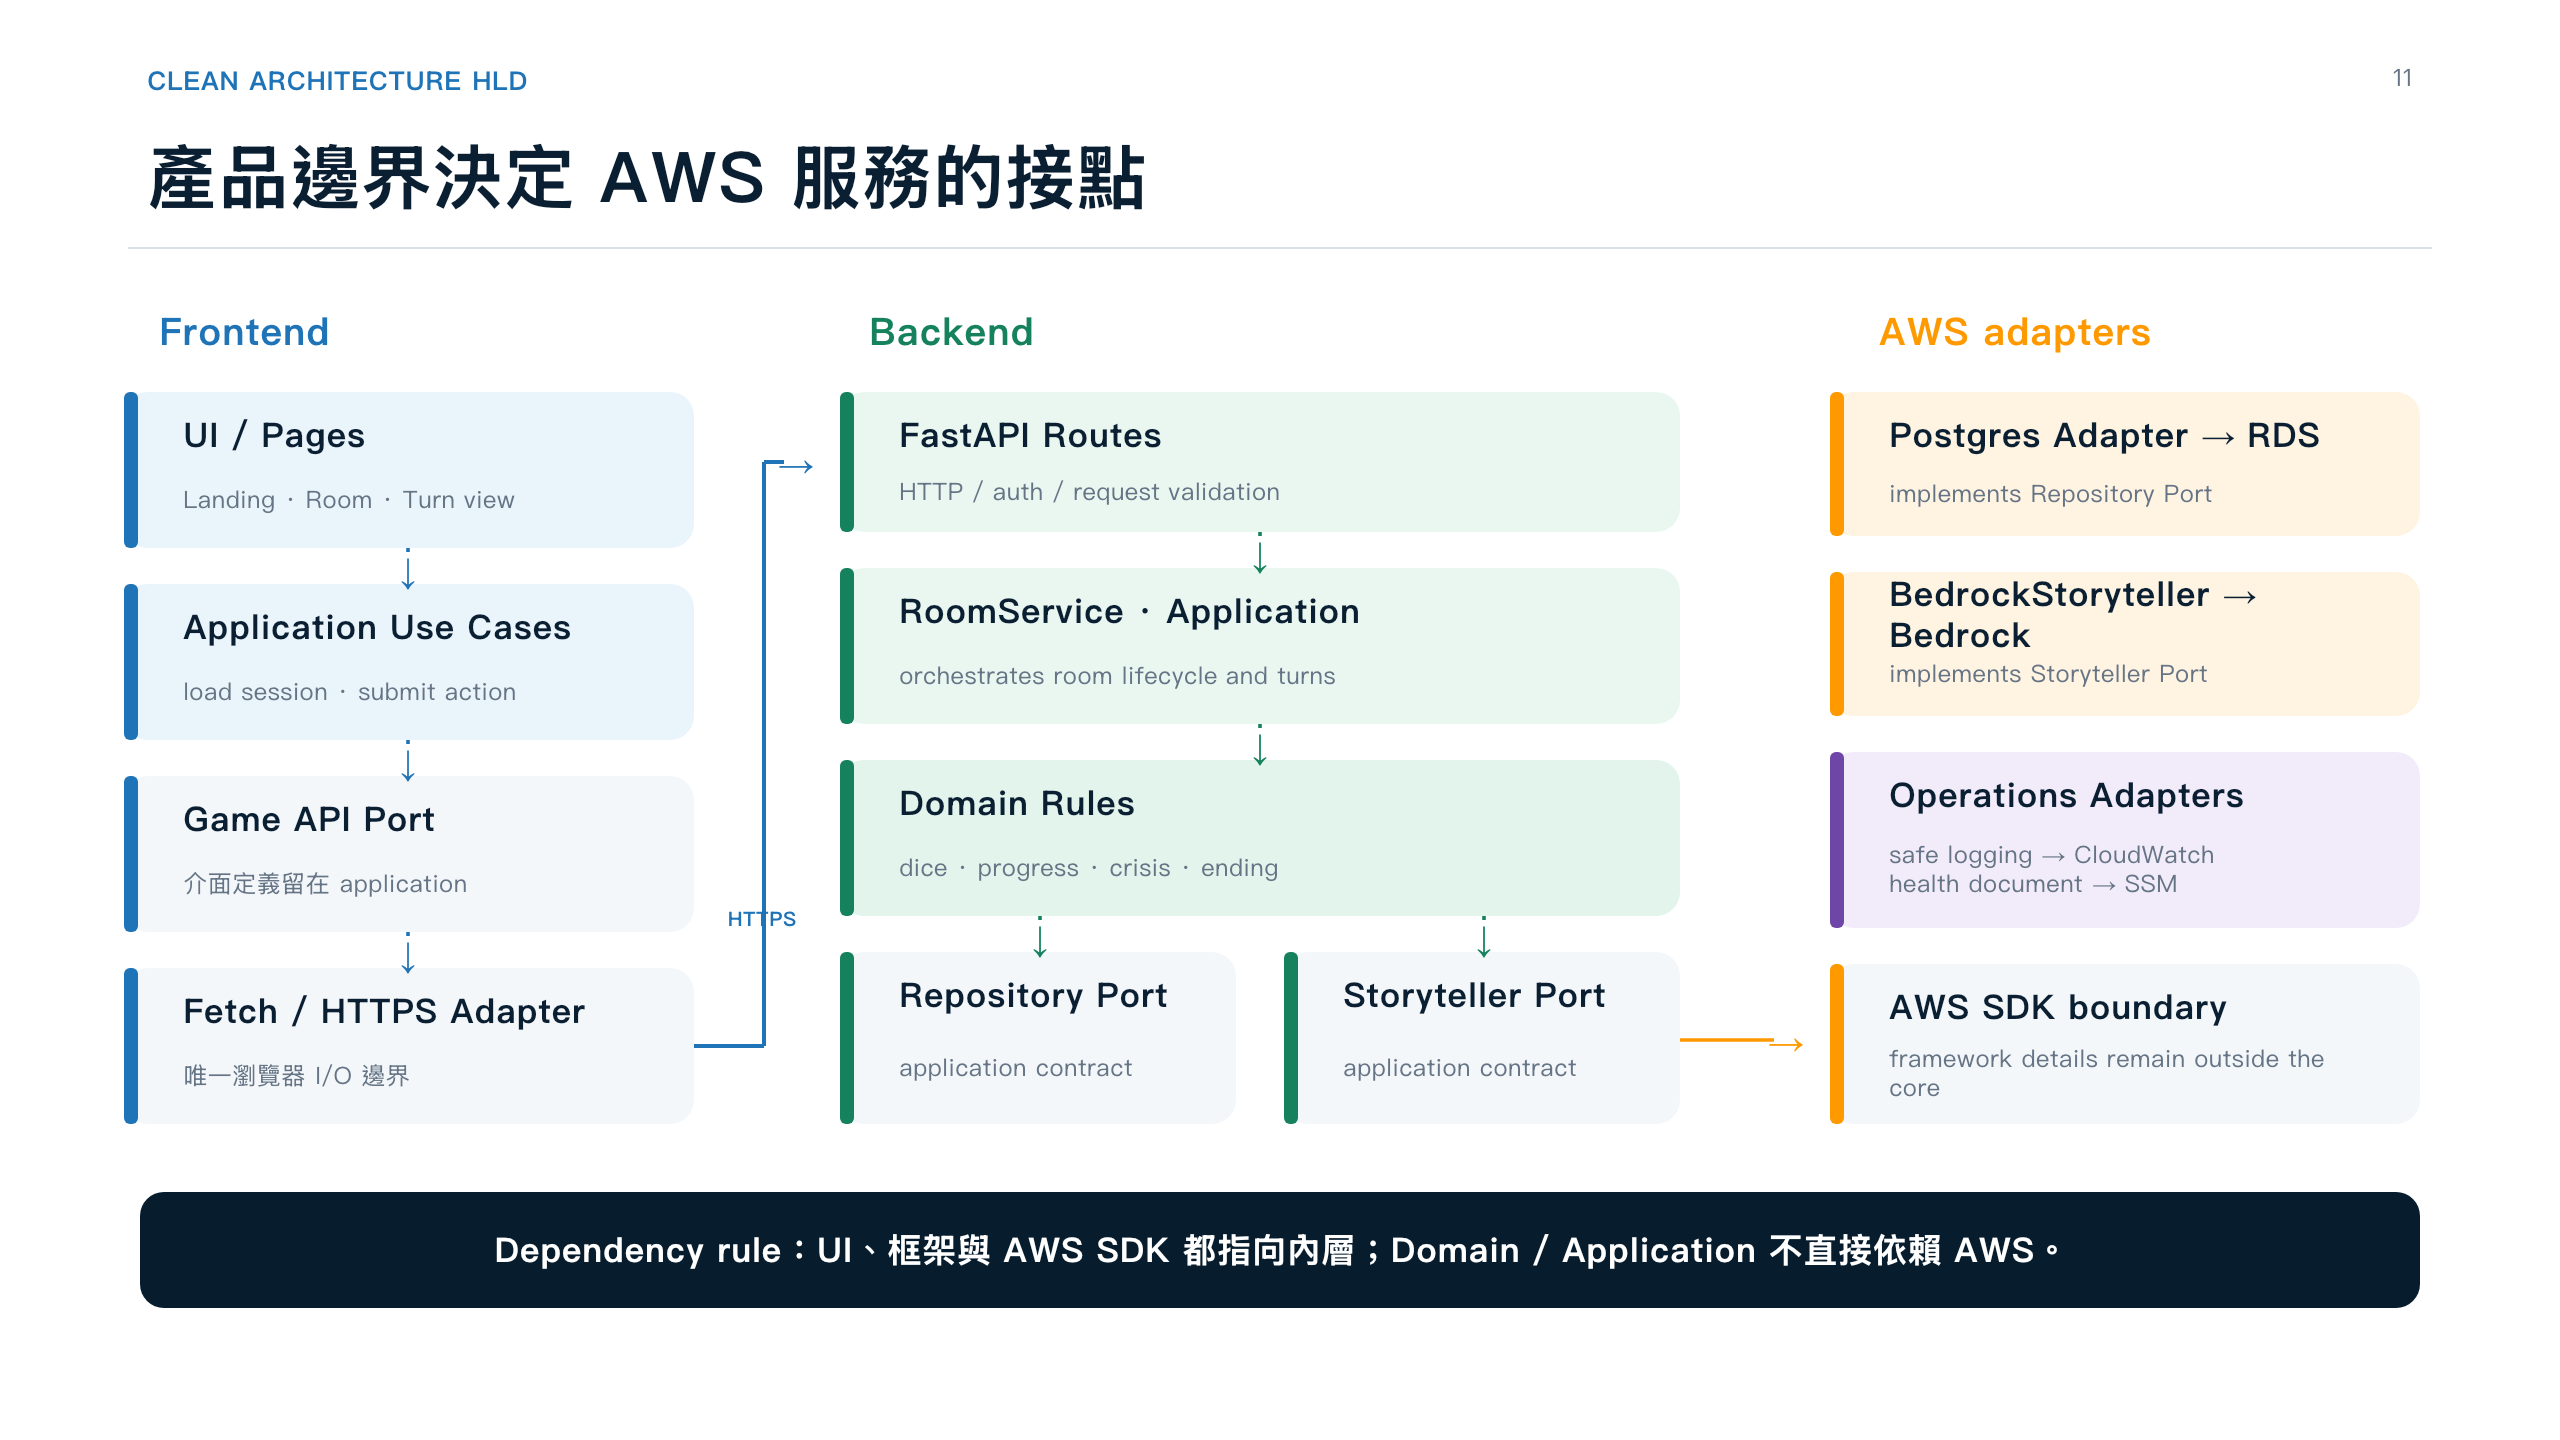 CLEAN ARCHITECTURE HLD
11
產品邊界決定 AWS 服務的接點
Frontend
UI / Pages
Landing · Room · Turn view
↓
Application Use Cases
load session · submit action
↓
Game API Port
介面定義留在 application
↓
Fetch / HTTPS Adapter
唯一瀏覽器 I/O 邊界
HTTPS
→
Backend
FastAPI Routes
HTTP / auth / request validation
↓
RoomService · Application
orchestrates room lifecycle and turns
↓
Domain Rules
dice · progress · crisis · ending
↓ ↓
Repository Port
application contract
Storyteller Port
application contract
→
AWS adapters
Postgres Adapter → RDS
implements Repository Port
BedrockStoryteller →
Bedrock
implements Storyteller Port
Operations Adapters
safe logging → CloudWatch
health document → SSM
AWS SDK boundary
framework details remain outside the
core
Dependency rule：UI、框架與 AWS SDK 都指向內層；Domain / Application 不直接依賴 AWS。